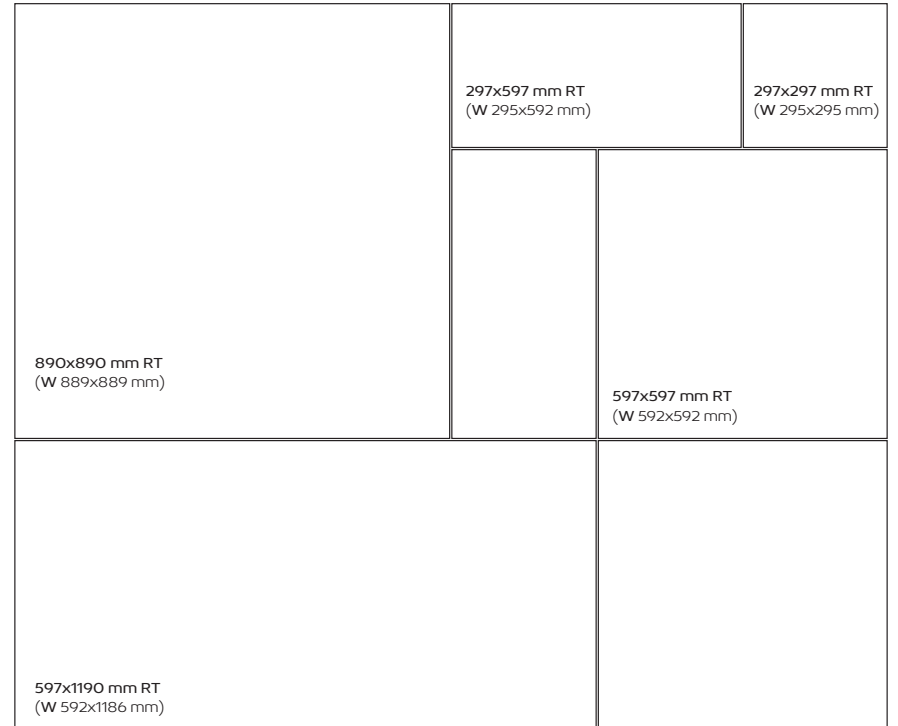 297x597 mm RT
(W 295x592 mm)
297x297 mm RT
(W 295x295 mm)
890x890 mm RT
(W 889x889 mm)
597x597 mm RT
(W 592x592 mm)
597x1190 mm RT
(W 592x1186 mm)